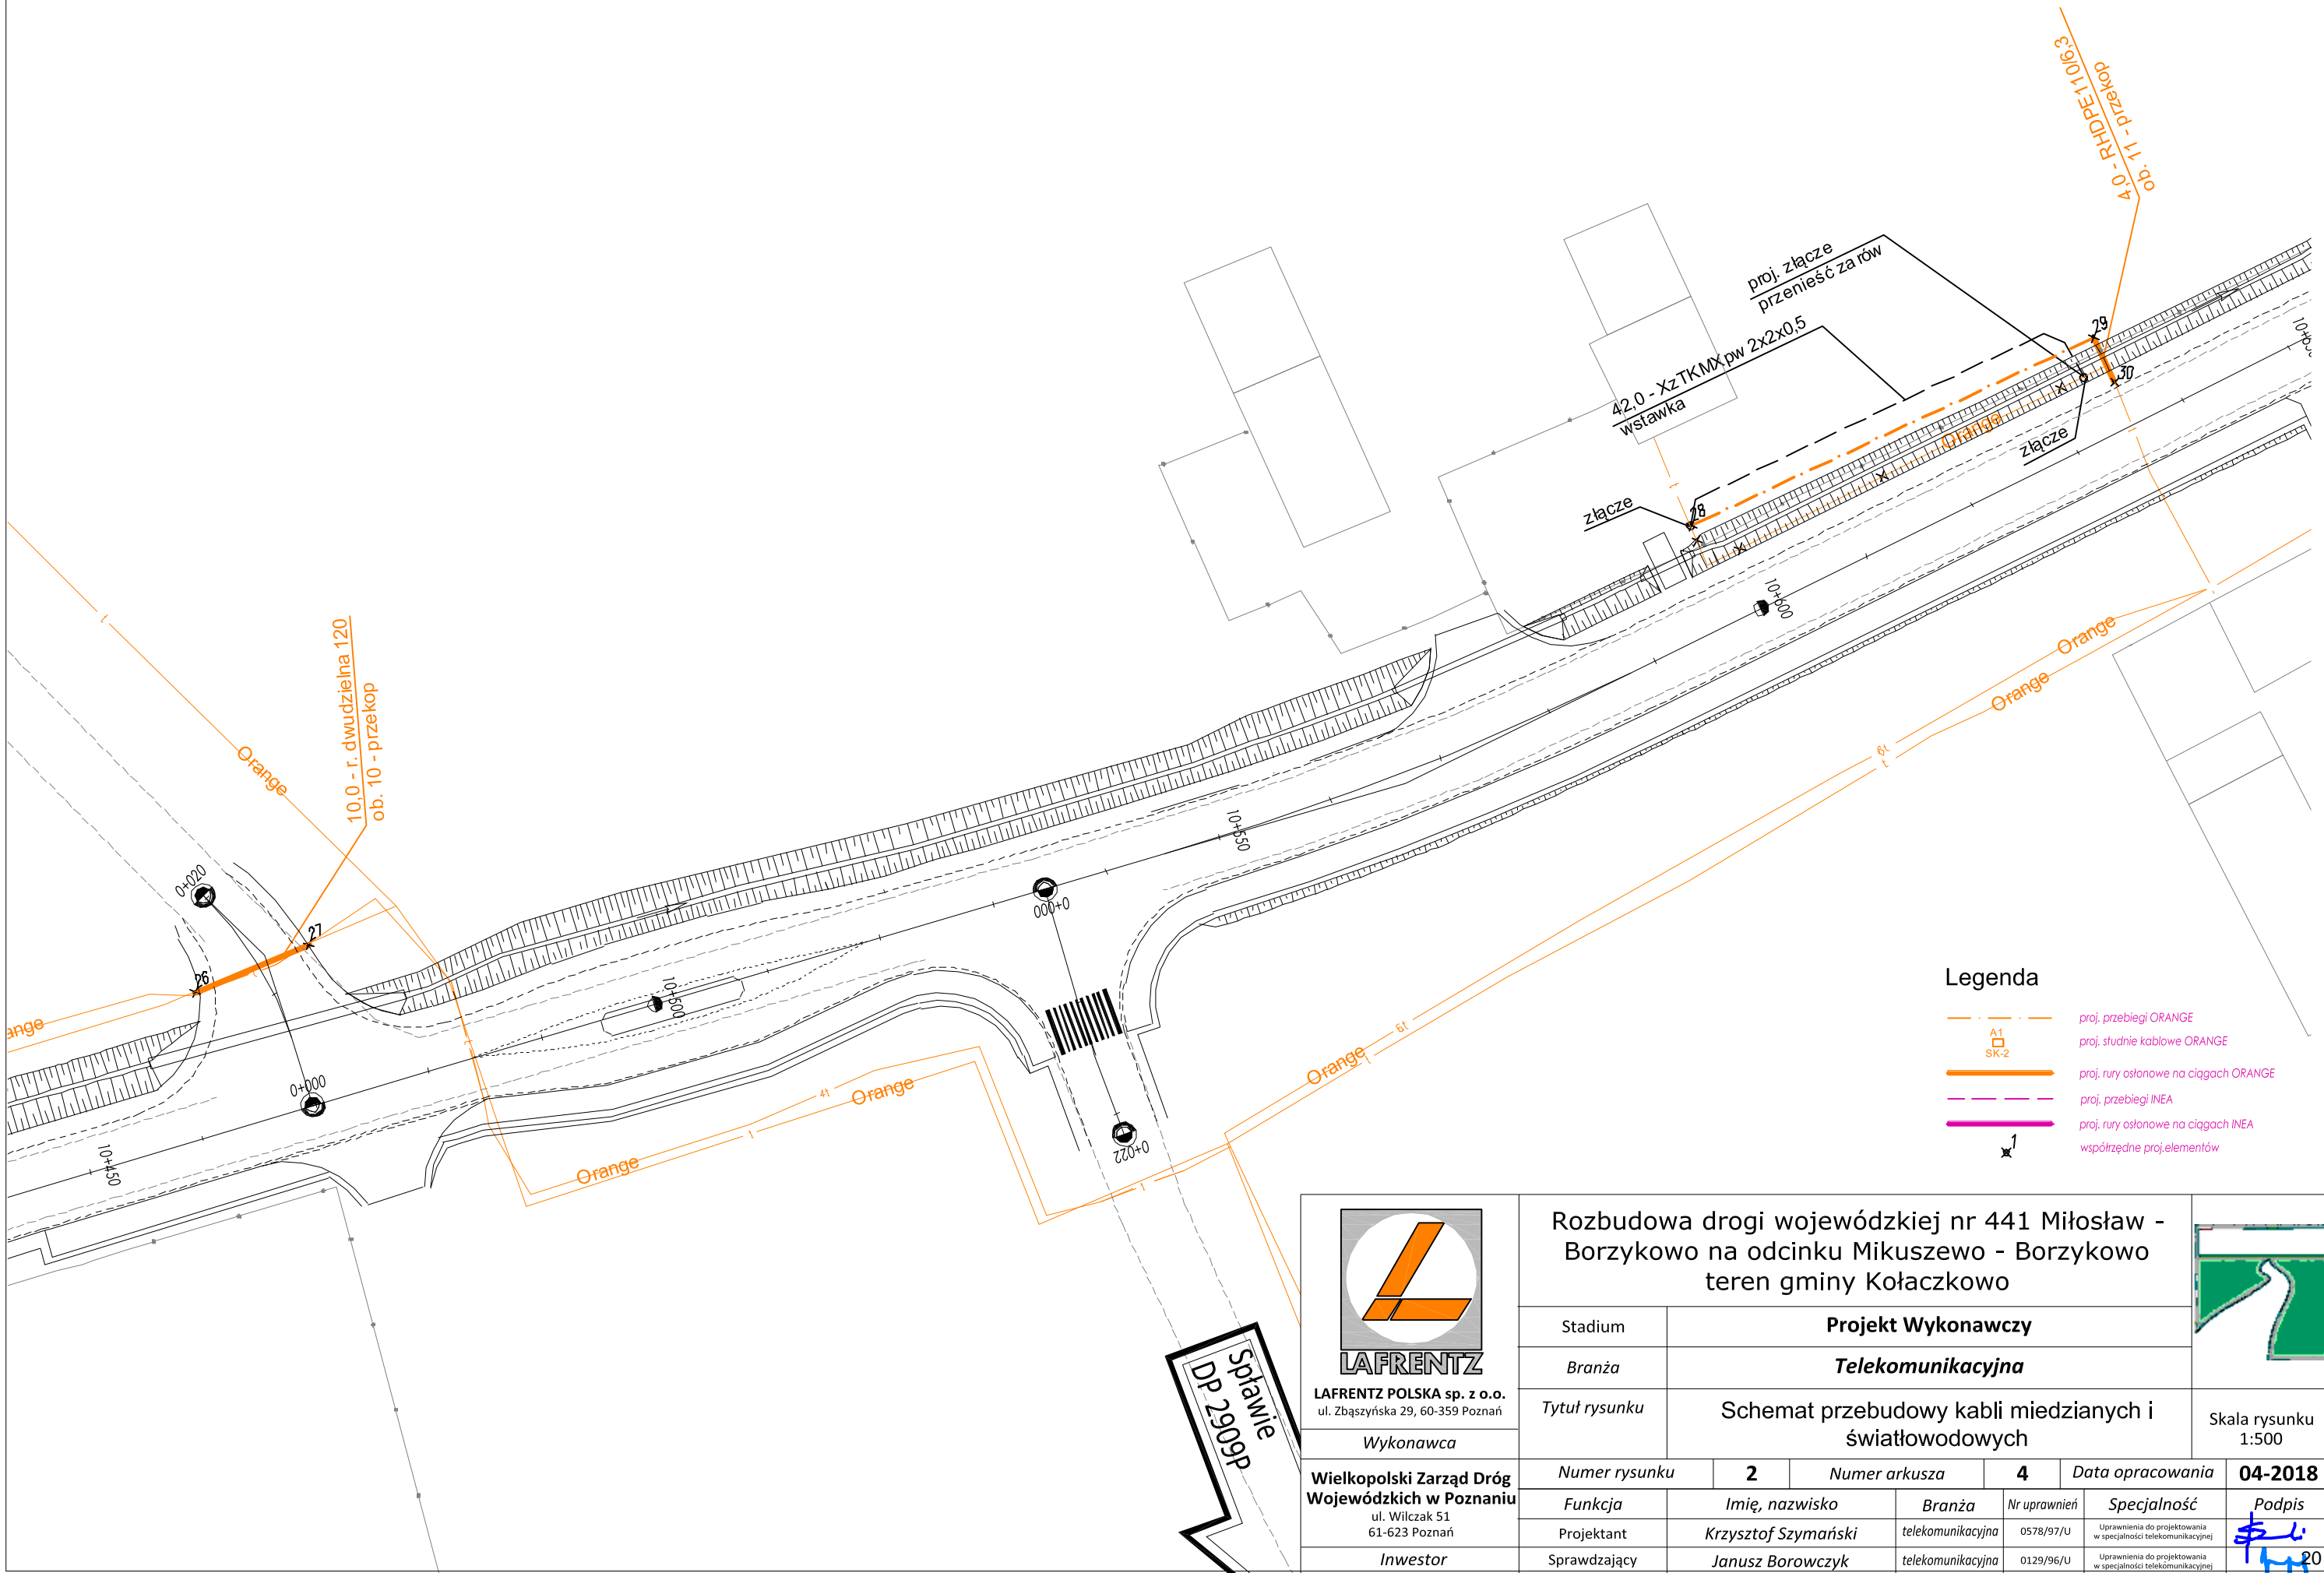 4,0 - RHDPE110/6,3
ob. 11 - przekop
proj. złącze
przenieść za rów
42,0 - XzTKMXpw 2x2x0,5
wstawka
29
30
Orange
złącze
28
złącze
10+600
t
t
t
Orange
10,0 - r. dwudzielna 120
ob. 10 - przekop
0+020
27
26
t
ange
0+000
10+450
10+500
t
0+000
10+550
Orange
Orange
6t
t
4t
Orange
t
Orange
6t
t
Orange
t
0+022
Spławie
DP 2909P
Legenda
proj. przebiegi ORANGE
A1
SK-2
proj. studnie kablowe ORANGE
proj. rury osłonowe na ciągach ORANGE
proj. przebiegi INEA
proj. rury osłonowe na ciągach INEA
1
współrzędne proj.elementów
LAFRENTZ
LAFRENTZ POLSKA sp. z o.o.
ul. Zbąszyńska 29, 60-359 Poznań
Wykonawca
Wielkopolski Zarząd Dróg
Wojewódzkich w Poznaniu
ul. Wilczak 51
61-623 Poznań
Inwestor
Rozbudowa drogi wojewódzkiej nr 441 Miłosław -
Borzykowo na odcinku Mikuszewo - Borzykowo
teren gminy Kołaczkowo
Stadium
Projekt Wykonawczy
Branża
Telekomunikacyjna
Tytuł rysunku
Schemat przebudowy kabli miedzianych i
światłowodowych
Skala rysunku
1:500
Numer rysunku 2 Numer arkusza 4 Data opracowania 04-2018
Funkcja Imię, nazwisko Branża Nr uprawnień Specjalność Podpis
Projektant Krzysztof Szymański telekomunikacyjna 0578/97/U Uprawnienia do projektowania
w specjalności telekomunikacyjnej
Sprawdzający Janusz Borowczyk telekomunikacyjna 0129/96/U Uprawnienia do projektowania
w specjalności telekomunikacyjnej
20